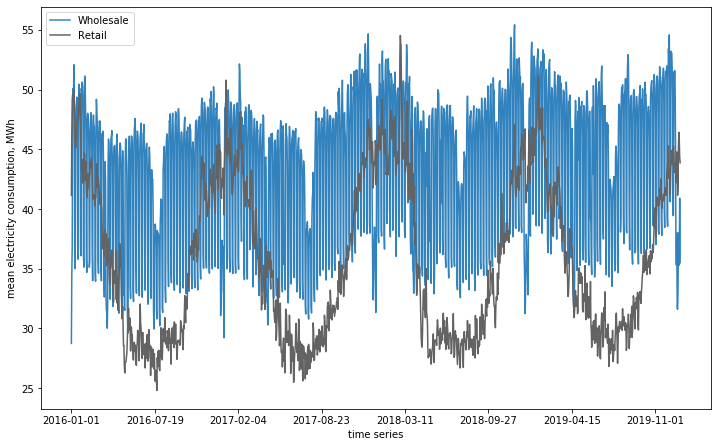 Wholesale
Retail
mean electricity consumption, MWh
55
50
45
40
35
30
25
2016-01-01 2016-07-19 2017-02-04 2017-08-23 2018-03-11 2018-09-27 2019-04-15 2019-11-01
time series